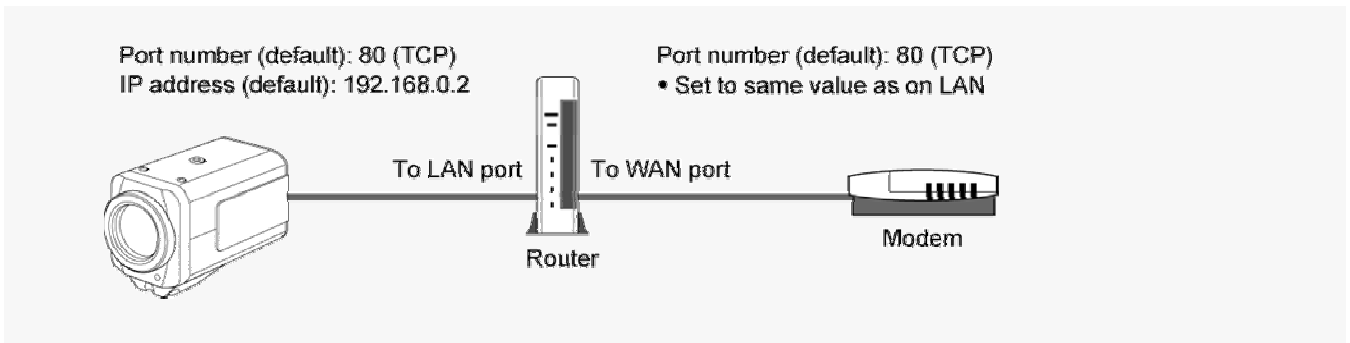 Port number (default): 80 (TCP)
IP address (default): 192.168.0.2
Port number (default): 80 (TCP)
• Set to same value as on LAN
To LAN port
To WAN port
Router
Modem